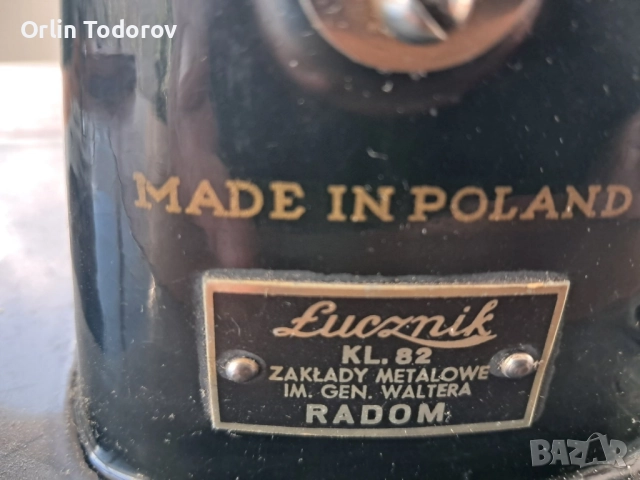 Orlin Todorov
MADE IN POLAND
Łucznik
KL. 82
ZAKŁADY METALOWE
IM. GEN. WALTERA
RADOM
BAZAR